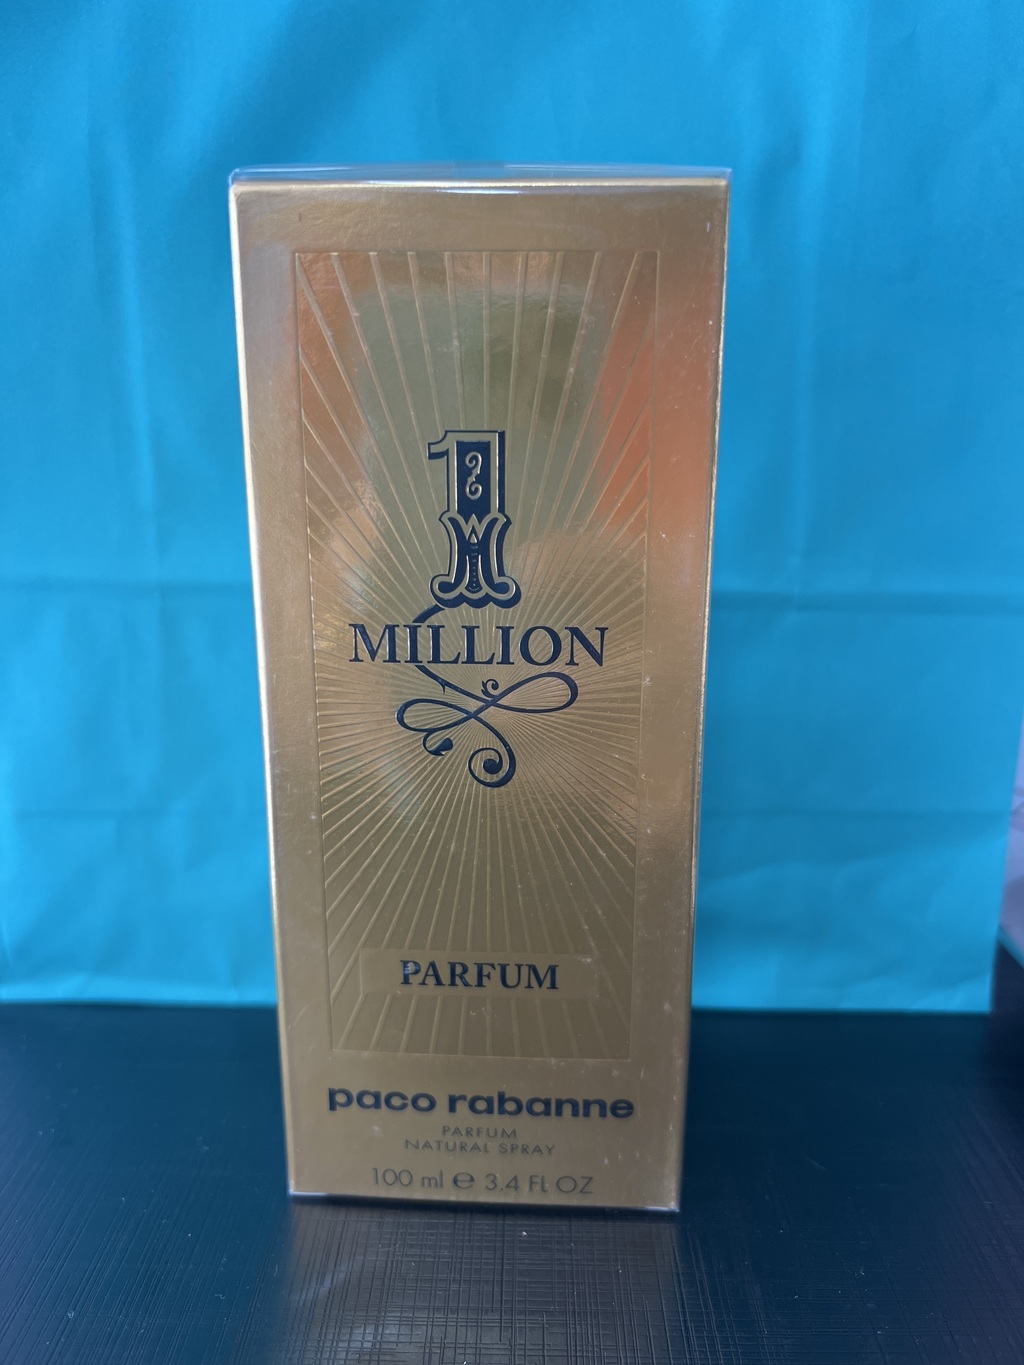 1
MILLION
PARFUM
paco rabanne
PARFUM
NATURAL SPRAY
100 ml ℮ 3.4 FL OZ